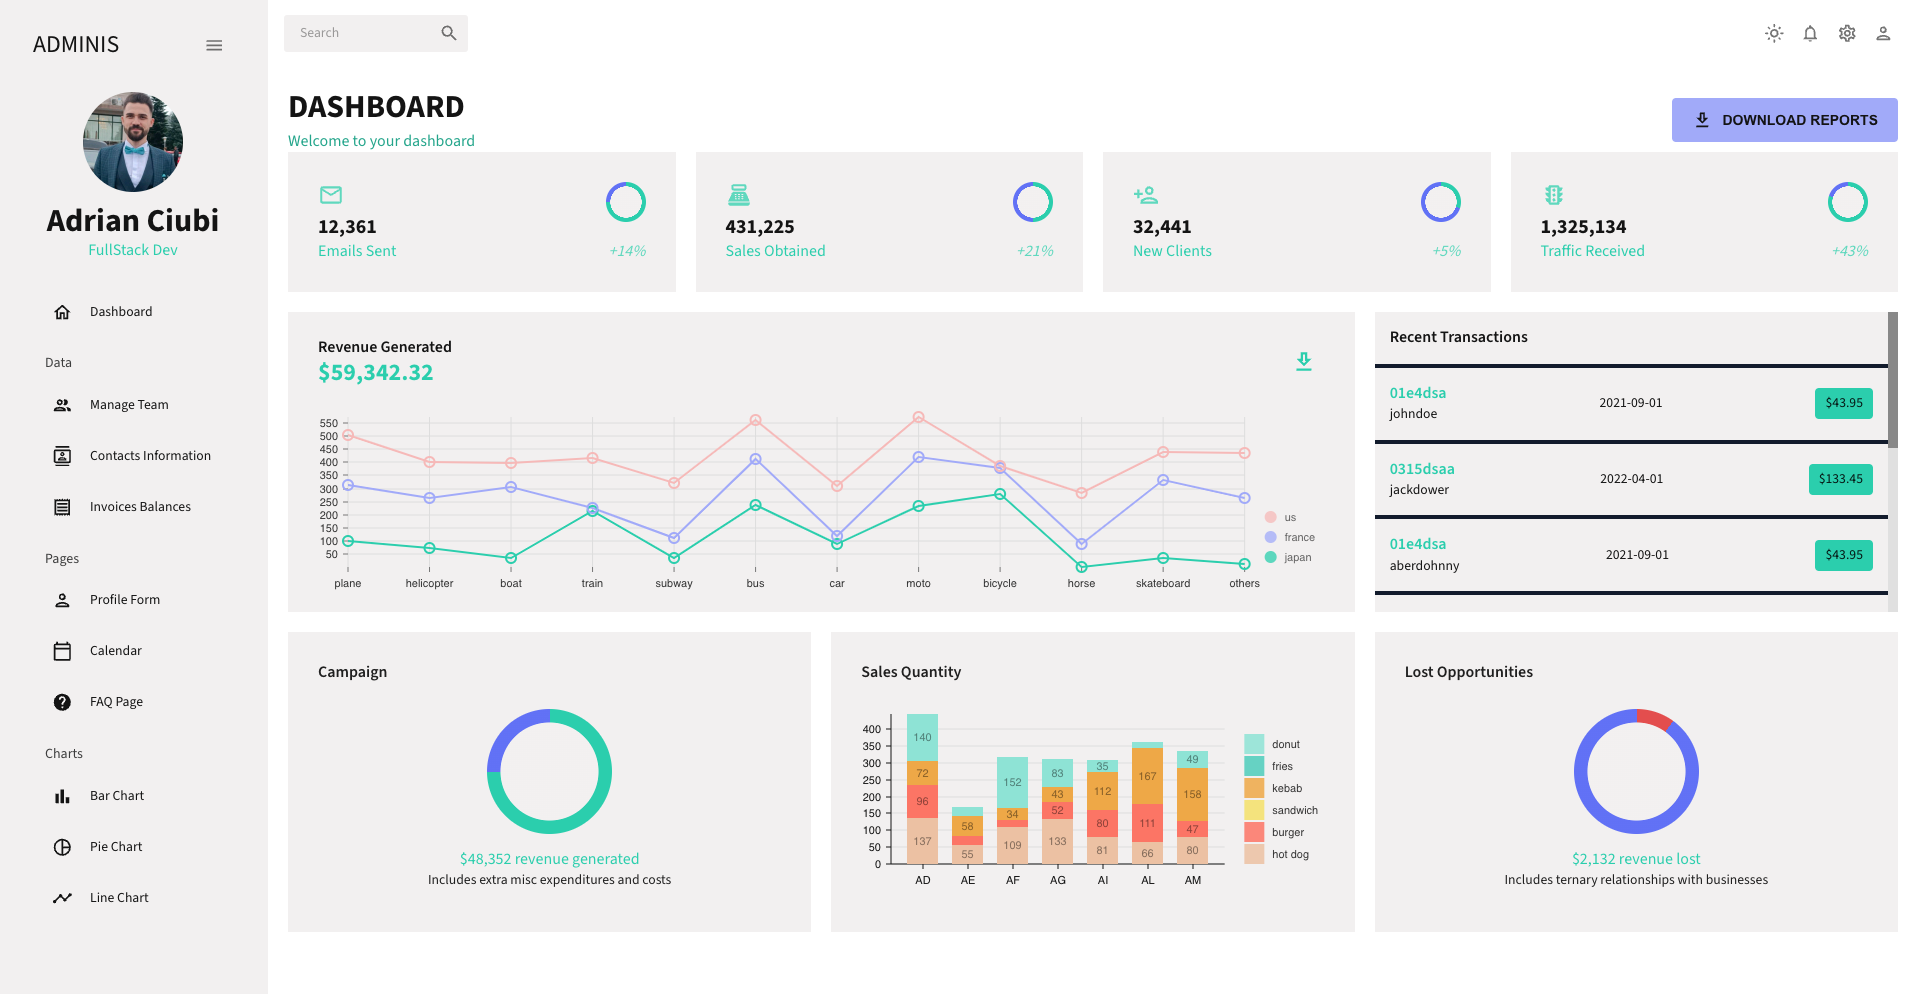 ADMINIS
Search
Adrian Ciubi
FullStack Dev
Dashboard
Data
Manage Team
Contacts Information
Invoices Balances
Pages
Profile Form
Calendar
FAQ Page
Charts
Bar Chart
Pie Chart
Line Chart
DASHBOARD
Welcome to your dashboard
DOWNLOAD REPORTS
12,361
Emails Sent
+14%
431,225
Sales Obtained
+21%
32,441
New Clients
+5%
1,325,134
Traffic Received
+43%
Revenue Generated
$59,342.32
550
500
450
400
350
300
250
200
150
100
50
plane helicopter boat train subway bus car moto bicycle horse skateboard others
us
france
japan
Recent Transactions
01e4dsa
johndoe
2021-09-01
$43.95
0315dsaa
jackdower
2022-04-01
$133.45
01e4dsa
aberdohnny
2021-09-01
$43.95
Campaign
$48,352 revenue generated
Includes extra misc expenditures and costs
Sales Quantity
400
350
300
250
200
150
100
50
0
140
72
96
137
58
55
152
34
109
83
43
52
133
35
112
80
81
167
111
66
49
158
47
80
AD AE AF AG AI AL AM
donut
fries
kebab
sandwich
burger
hot dog
Lost Opportunities
$2,132 revenue lost
Includes ternary relationships with businesses